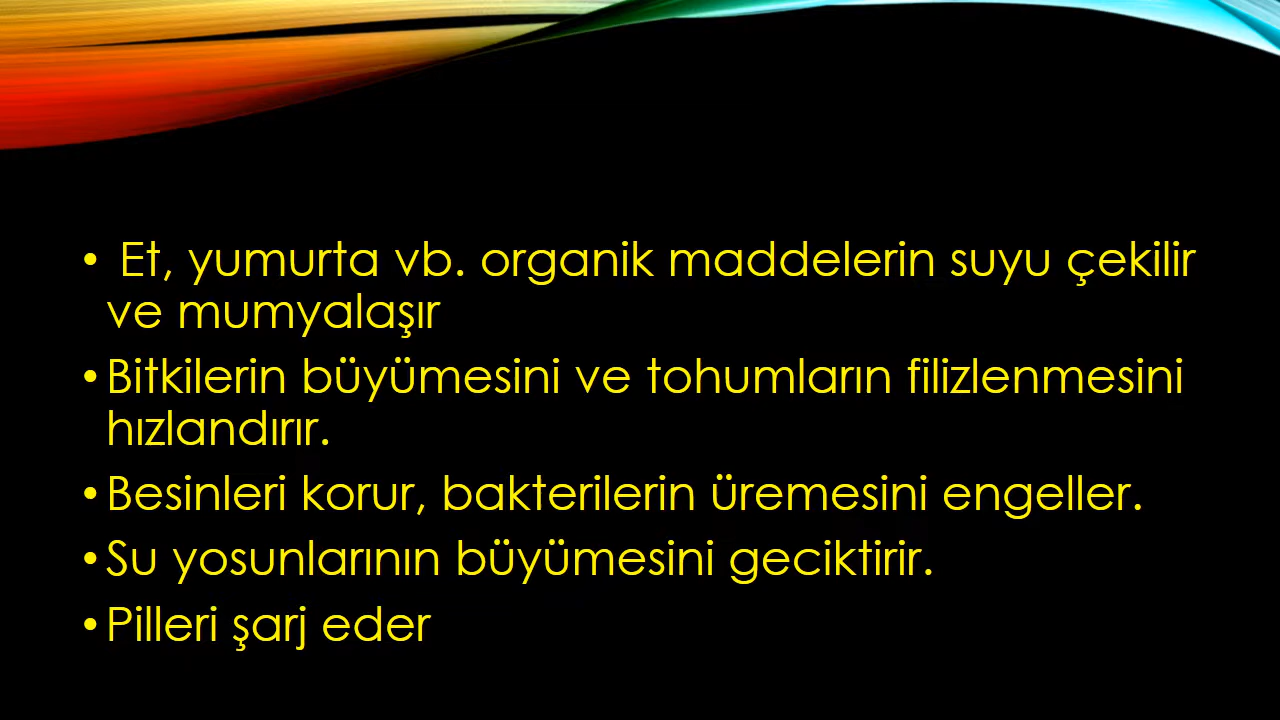 • Et, yumurta vb. organik maddelerin suyu çekilir
ve mumyalaşır
• Bitkilerin büyümesini ve tohumların filizlenmesini
hızlandırır.
• Besinleri korur, bakterilerin üremesini engeller.
• Su yosunlarının büyümesini geciktirir.
• Pilleri şarj eder